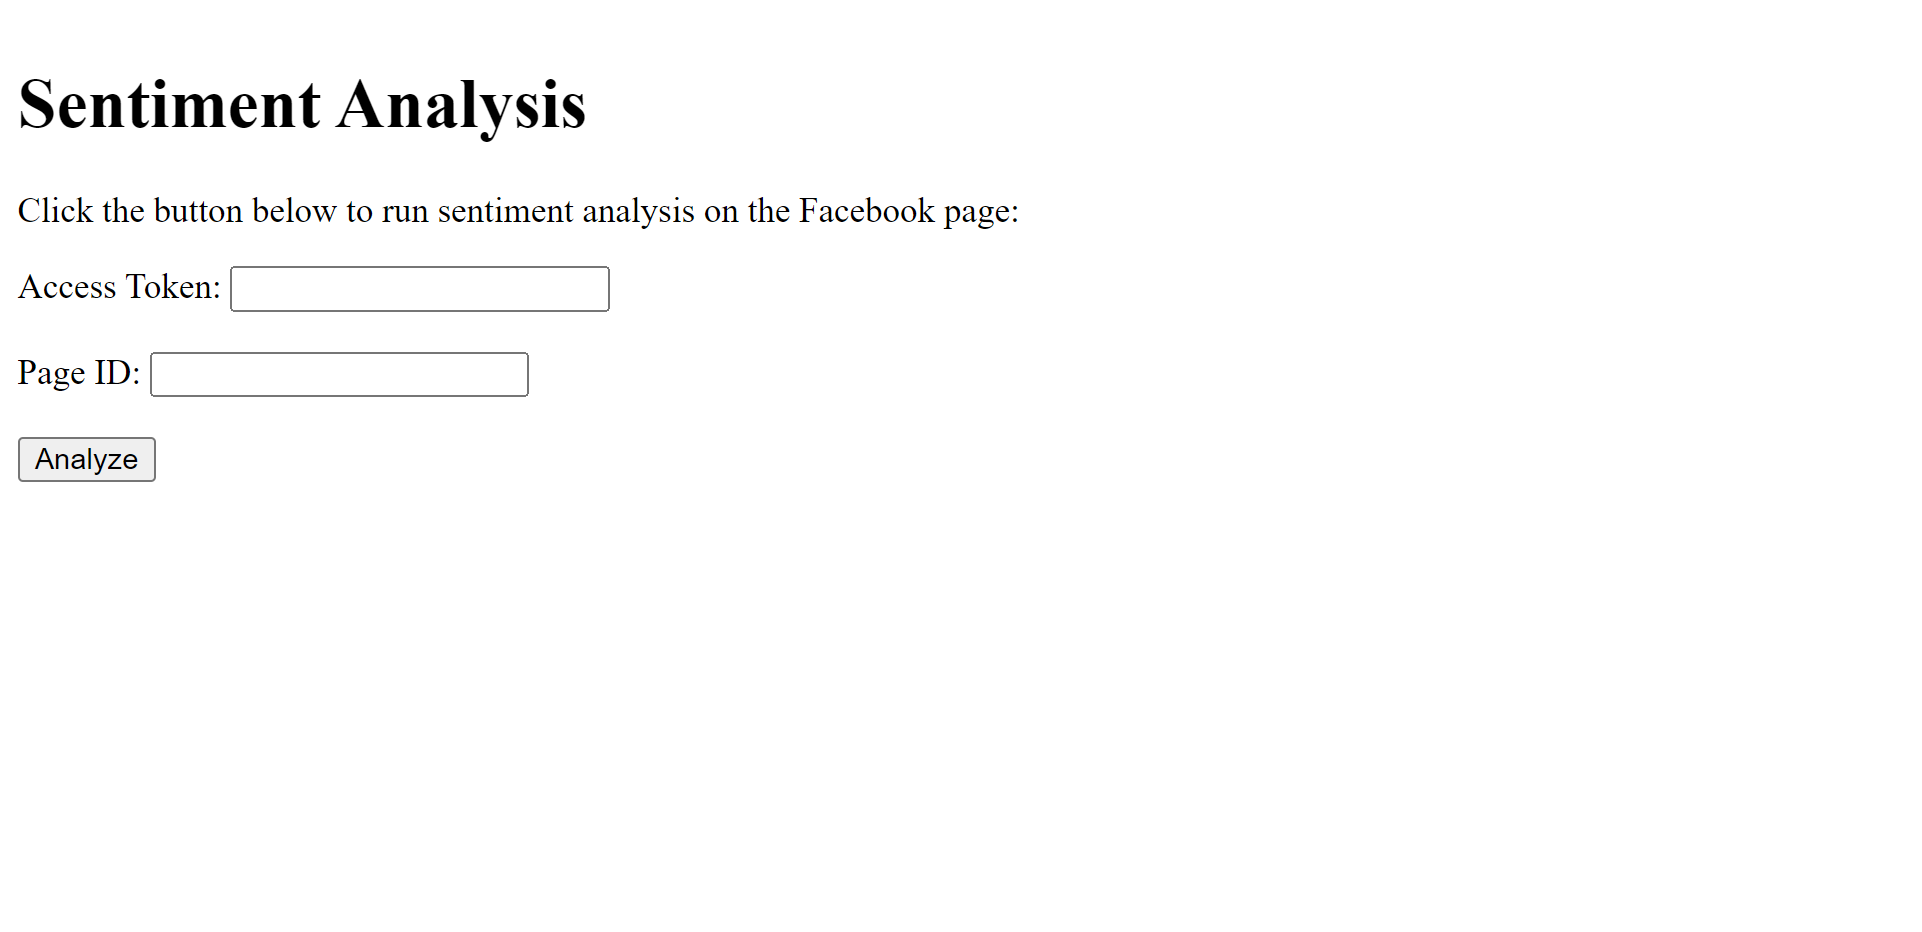 Sentiment Analysis
Click the button below to run sentiment analysis on the Facebook page:
Access Token:
Page ID:
Analyze